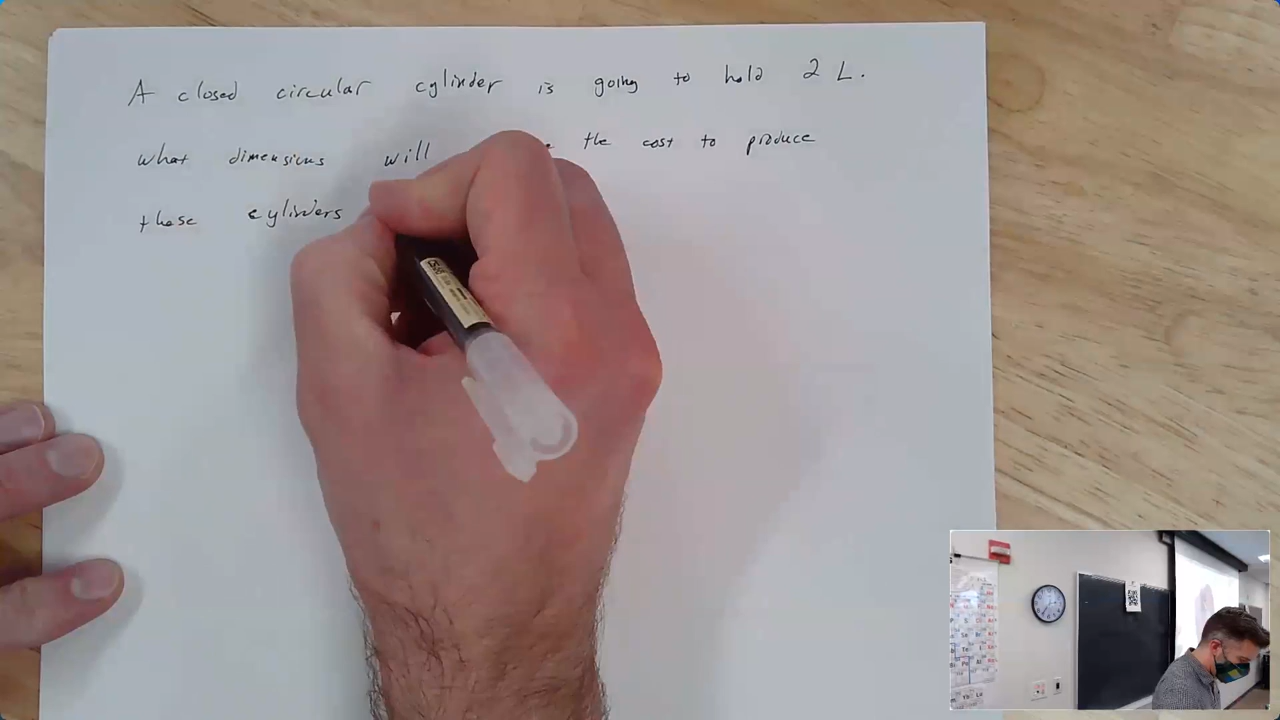 A closed circular cylinder is going to hold 2 L.
what dimensions will the cost to produce
these cylinders